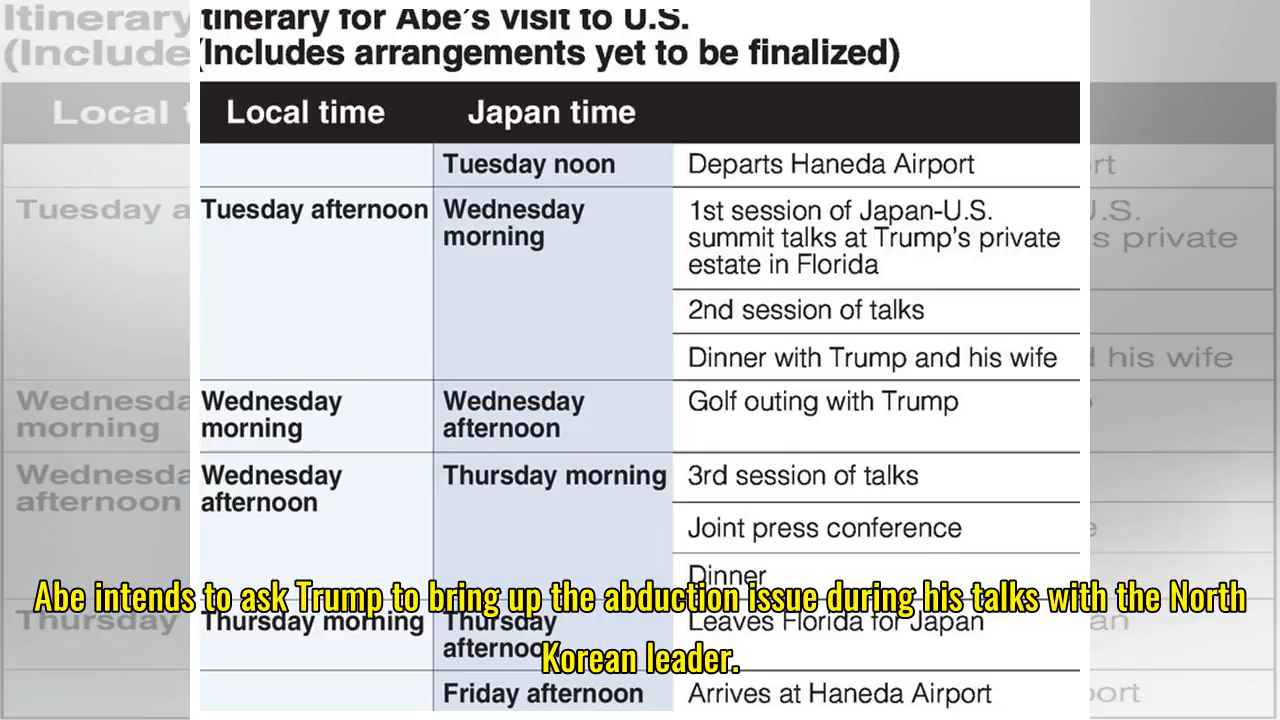 tinerary for Abe's visit to U.S.
(Includes arrangements yet to be finalized)
Local time Japan time
Tuesday noon Departs Haneda Airport
Tuesday afternoon Wednesday morning 1st session of Japan-U.S.
summit talks at Trump's private
estate in Florida
2nd session of talks
Dinner with Trump and his wife
Wednesday morning Wednesday afternoon Golf outing with Trump
Wednesday afternoon Thursday morning 3rd session of talks
Joint press conference
Dinner
Thursday morning Thursday afternoon Leaves Florida for Japan
Friday afternoon Arrives at Haneda Airport
Abe intends to ask Trump to bring up the abduction issue during his talks with the North
Korean leader.